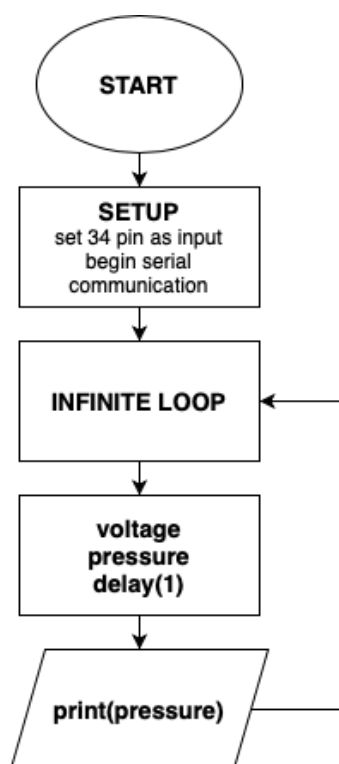 START
SETUP
set 34 pin as input
begin serial
communication
INFINITE LOOP
voltage
pressure
delay(1)
print(pressure)